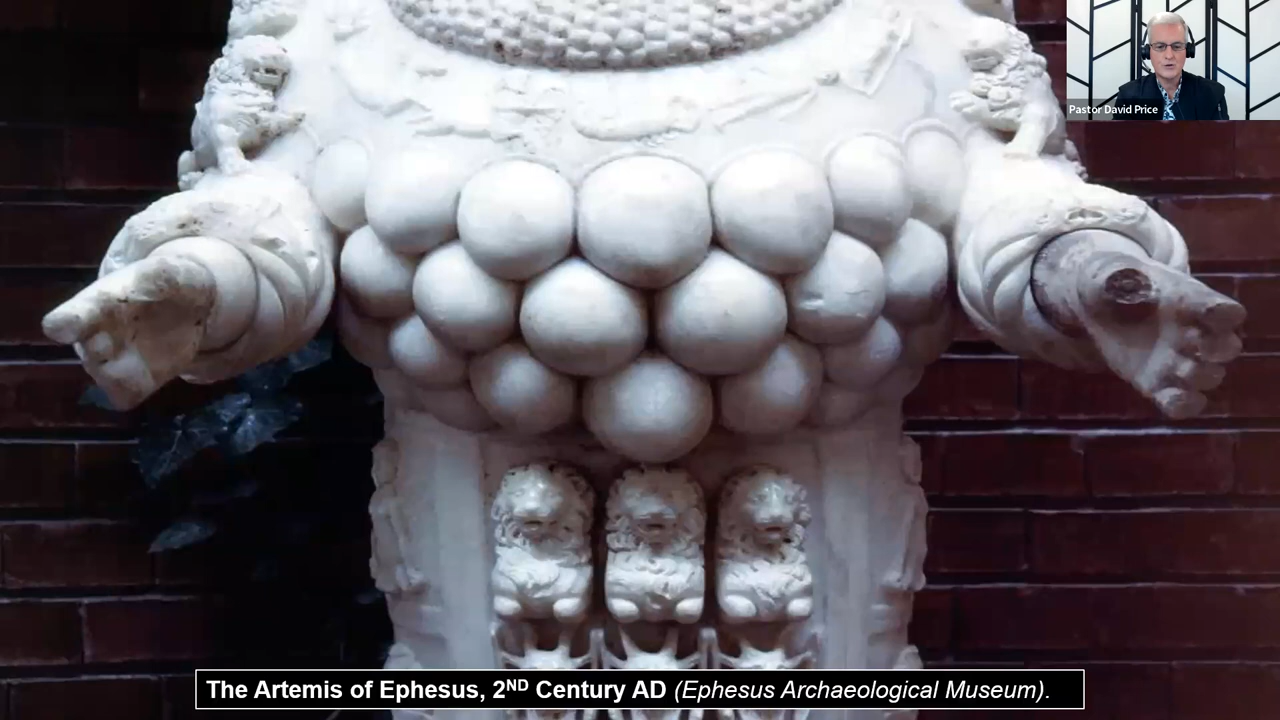 Pastor David Price
The Artemis of Ephesus, 2ND Century AD (Ephesus Archaeological Museum).